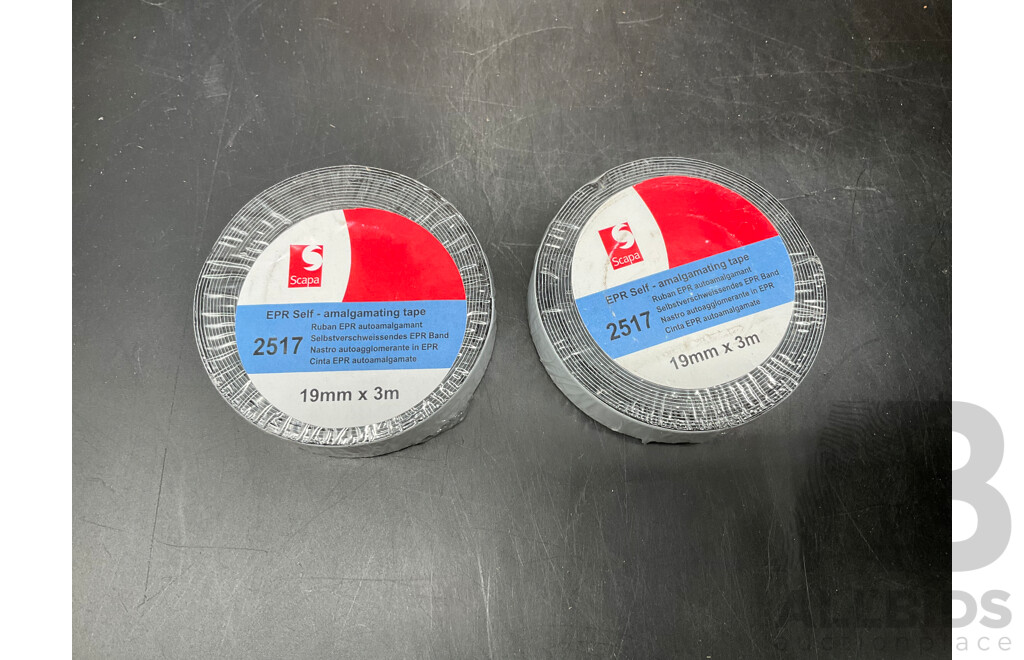 Scapa
EPR Self - amalgamating tape
2517
Ruban EPR autoamalgamant
Selbstverschweissendes EPR Band
Nastro autoagglomerante in EPR
Cinta EPR autoamalgamate
19mm x 3m
Scapa
EPR Self - amalgamating tape
2517
Ruban EPR autoamalgamant
Selbstverschweissendes EPR Band
Nastro autoagglomerante in EPR
Cinta EPR autoamalgamate
19mm x 3m
B
ALLBIDS
auctionplace